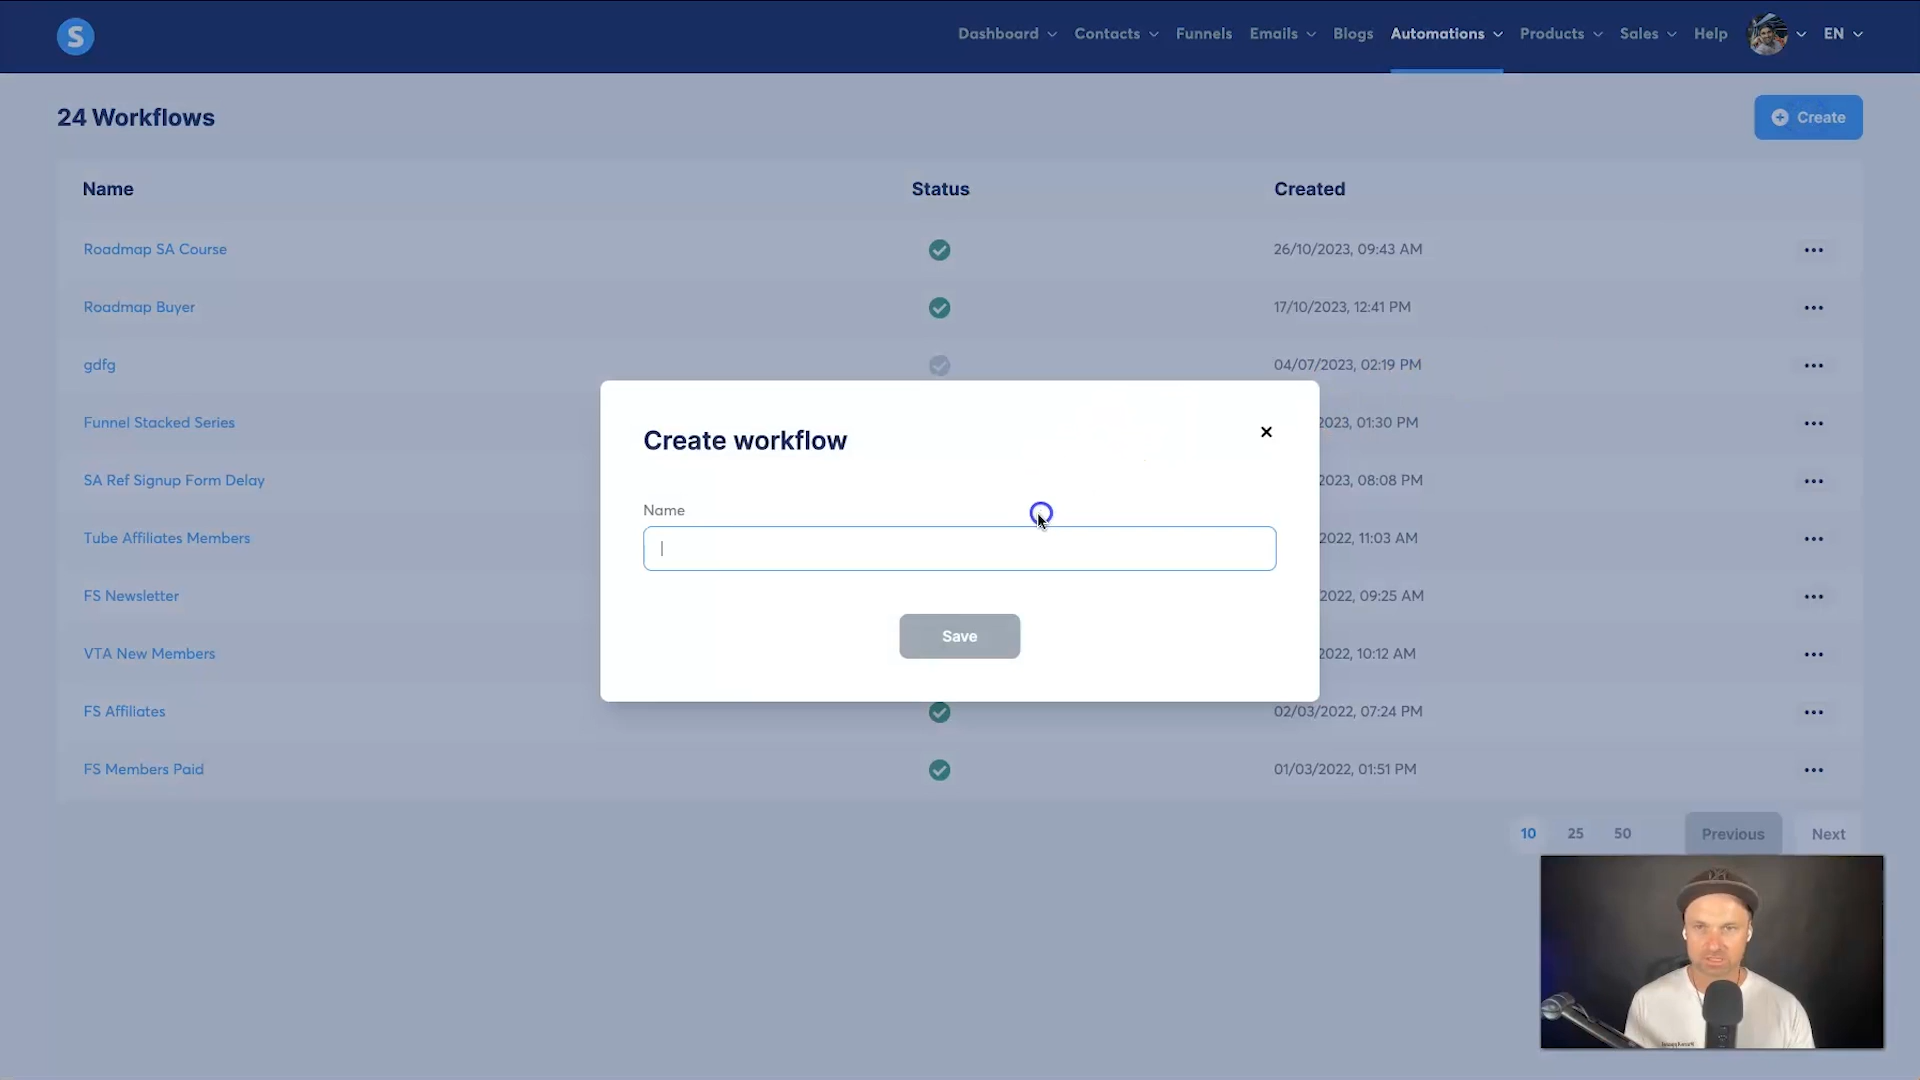 S
Dashboard Contacts Funnels Emails Blogs Automations Products Sales Help EN
24 Workflows
Create
Name Status Created
Roadmap SA Course 26/10/2023, 09:43 AM
Roadmap Buyer 17/10/2023, 12:41 PM
gdfg 04/07/2023, 02:19 PM
Funnel Stacked Series 2023, 01:30 PM
SA Ref Signup Form Delay 2023, 08:08 PM
Tube Affiliates Members 2022, 11:03 AM
FS Newsletter 2022, 09:25 AM
VTA New Members 2022, 10:12 AM
FS Affiliates 02/03/2022, 07:24 PM
FS Members Paid 01/03/2022, 01:51 PM
Create workflow
Name
Save
10 25 50 Previous Next